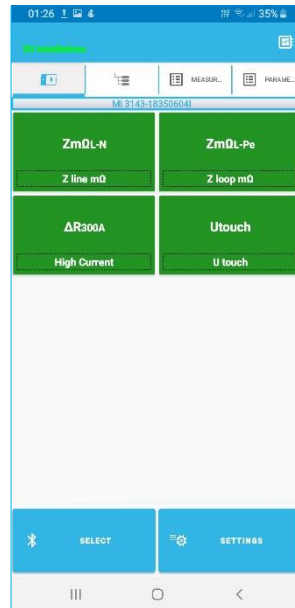 01:26 35%
MEASUR... PARAME...
MI 3143-18350604I
ZmΩL-N
Z line mΩ
ZmΩL-Pe
Z loop mΩ
ΔR300A
High Current
Utouch
U touch
SELECT
SETTINGS